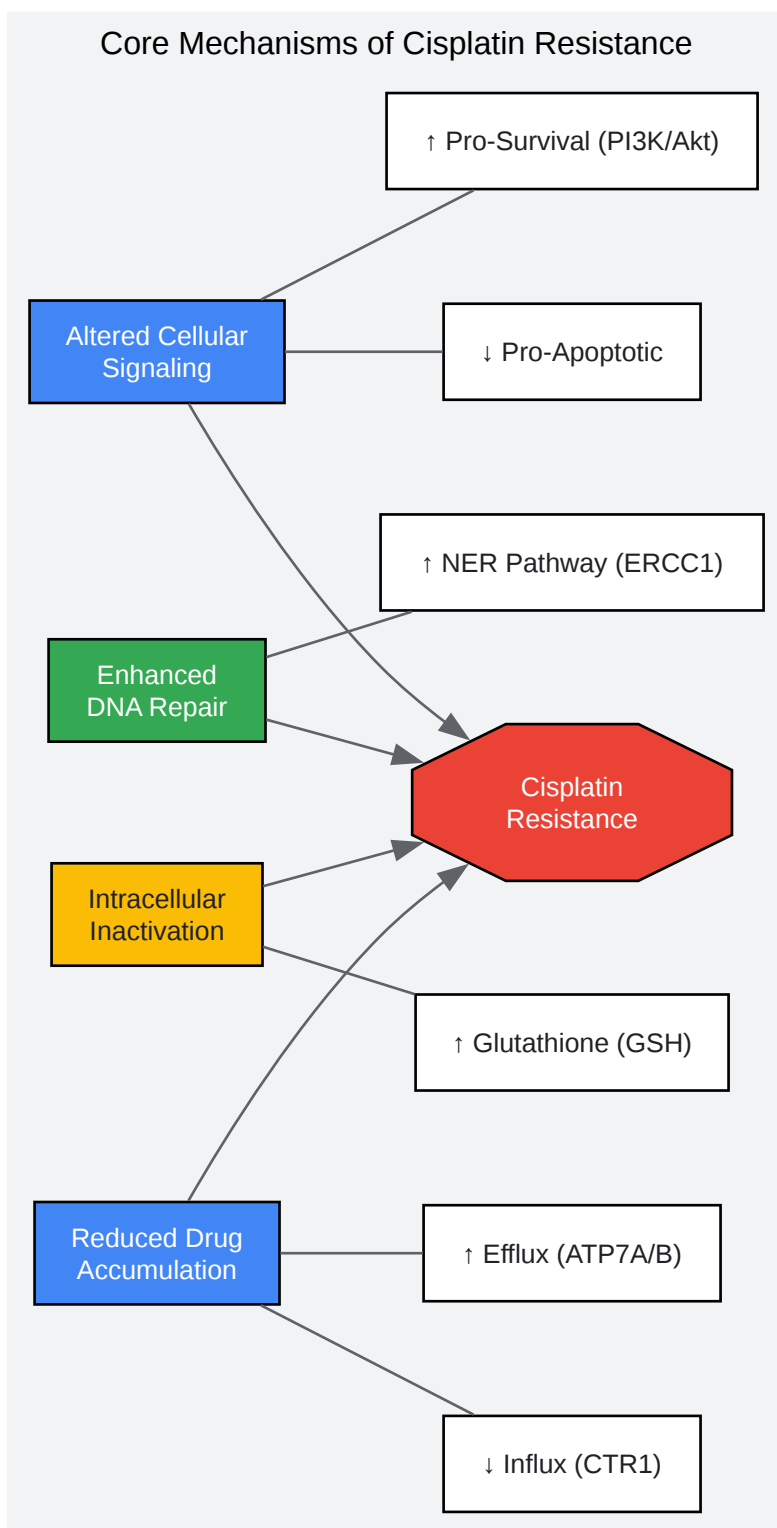 Core Mechanisms of Cisplatin Resistance
↑ Pro-Survival (PI3K/Akt)
Altered Cellular
Signaling
↓ Pro-Apoptotic
↑ NER Pathway (ERCC1)
Enhanced
DNA Repair
Cisplatin
Resistance
Intracellular
Inactivation
↑ Glutathione (GSH)
Reduced Drug
Accumulation
↑ Efflux (ATP7A/B)
↓ Influx (CTR1)